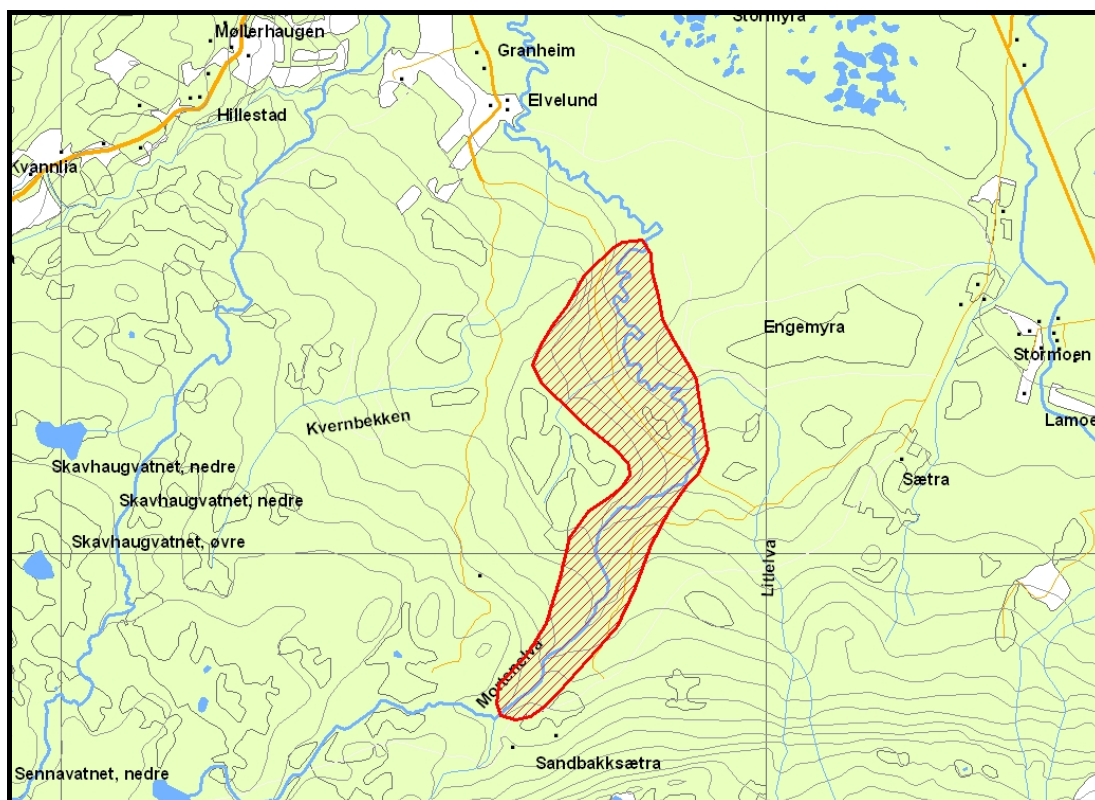 Stormyra
Møllerhaugen
Granheim
Elvelund
Hillestad
Kvannlia
Engemyra
Stormoen
Kvernbekken
Lamoe
Skavhaugvatnet, nedre
Sætra
Skavhaugvatnet, nedre
Skavhaugvatnet, øvre
Litlelva
Mortenelva
Sandbakksætra
Sennavatnet, nedre